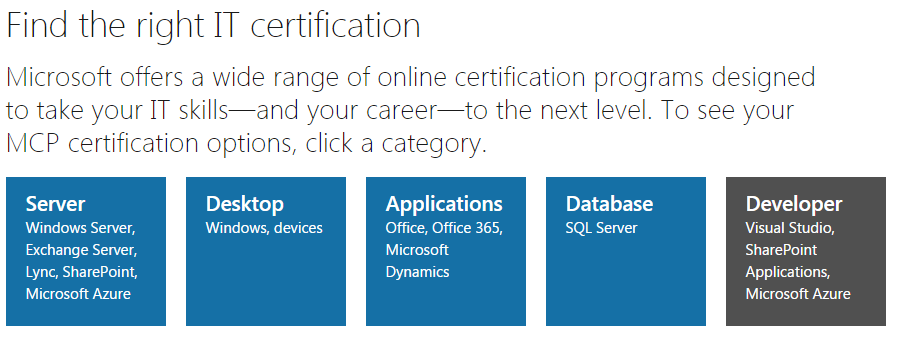 Find the right IT certification
Microsoft offers a wide range of online certification programs designed
to take your IT skills—and your career—to the next level. To see your
MCP certification options, click a category.
Server
Windows Server,
Exchange Server,
Lync, SharePoint,
Microsoft Azure
Desktop
Windows, devices
Applications
Office, Office 365,
Microsoft
Dynamics
Database
SQL Server
Developer
Visual Studio,
SharePoint
Applications,
Microsoft Azure